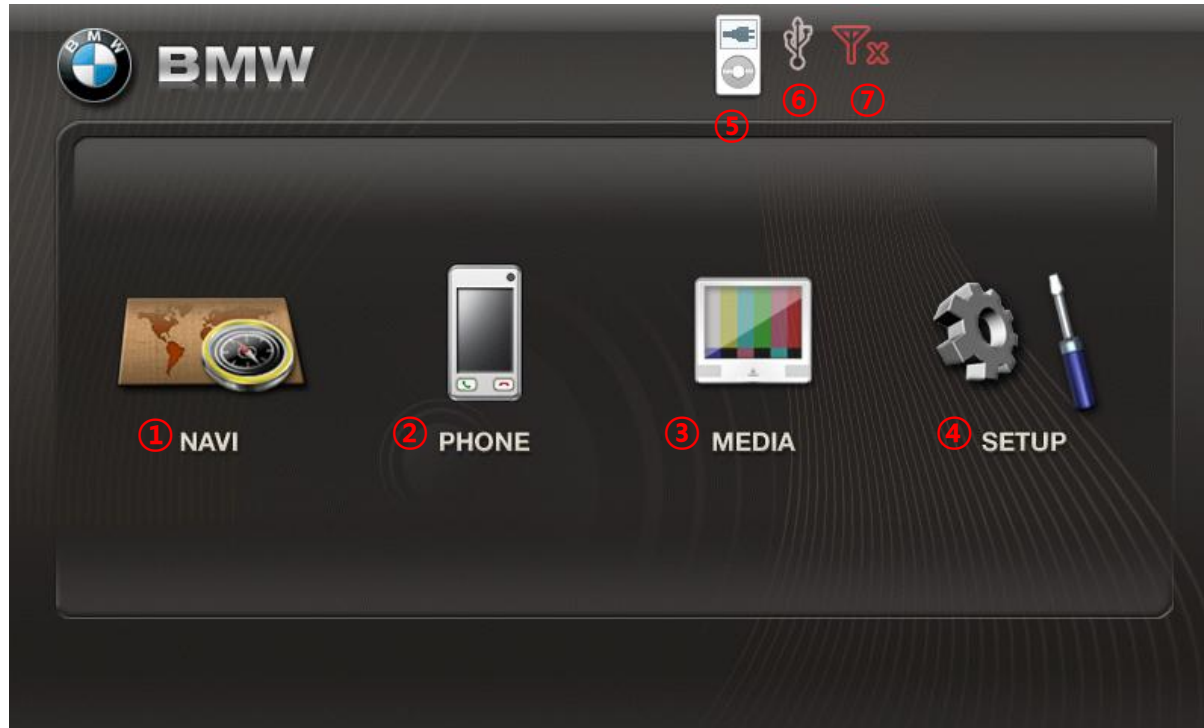 BMW
BMW
⑤ ⑥ ⑦
① NAVI
② PHONE
③ MEDIA
④ SETUP